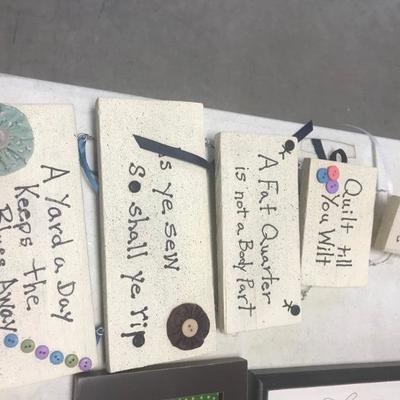 A Yard a Day
Keeps the
Blues Away
As ye sew
So shall ye rip
A Fat Quarter
is not a Body Part
Quilt till
You Wilt